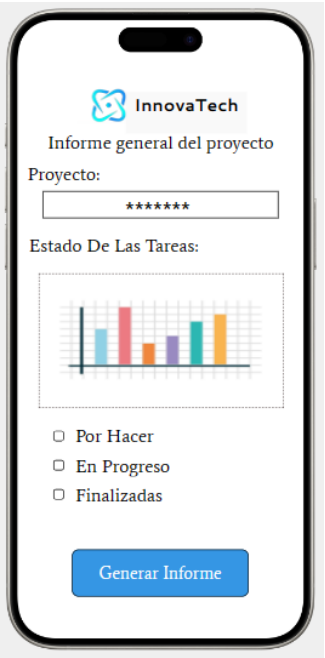 InnovaTech
Informe general del proyecto
Proyecto:
*******
Estado De Las Tareas:
Por Hacer
En Progreso
Finalizadas
Generar Informe